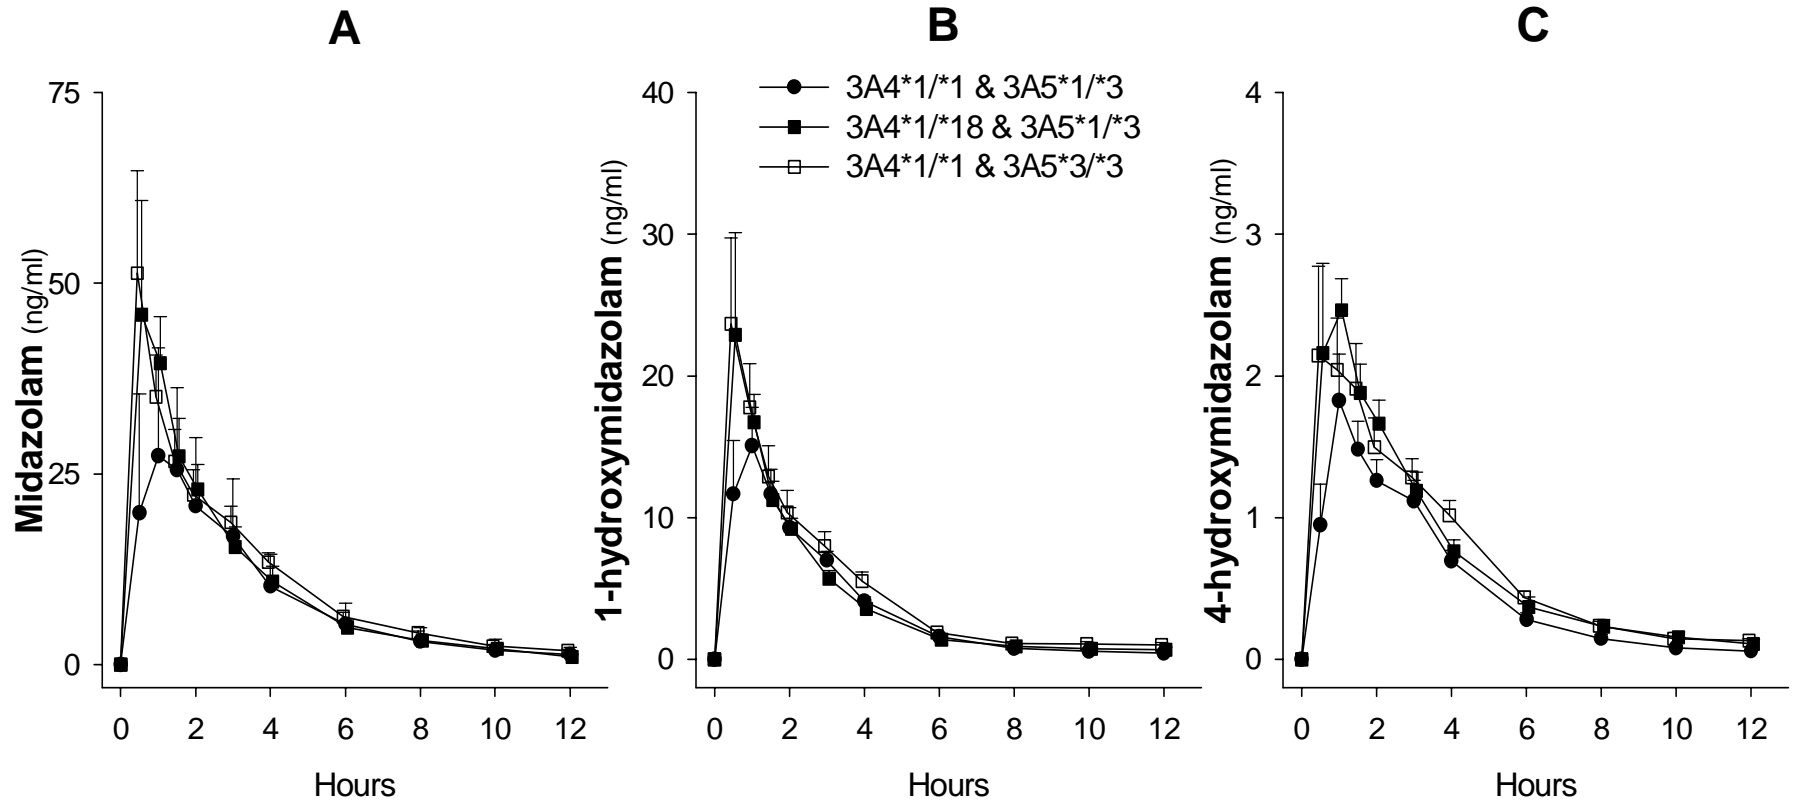 A
B
C
3A4*1/*1 & 3A5*1/*3
3A4*1/*18 & 3A5*1/*3
3A4*1/*1 & 3A5*3/*3
Midazolam (ng/ml)
75
50
25
0
0 2 4 6 8 10 12
Hours
1-hydroxymidazolam (ng/ml)
40
30
20
10
0
0 2 4 6 8 10 12
Hours
4-hydroxymidazolam (ng/ml)
4
3
2
1
0
0 2 4 6 8 10 12
Hours